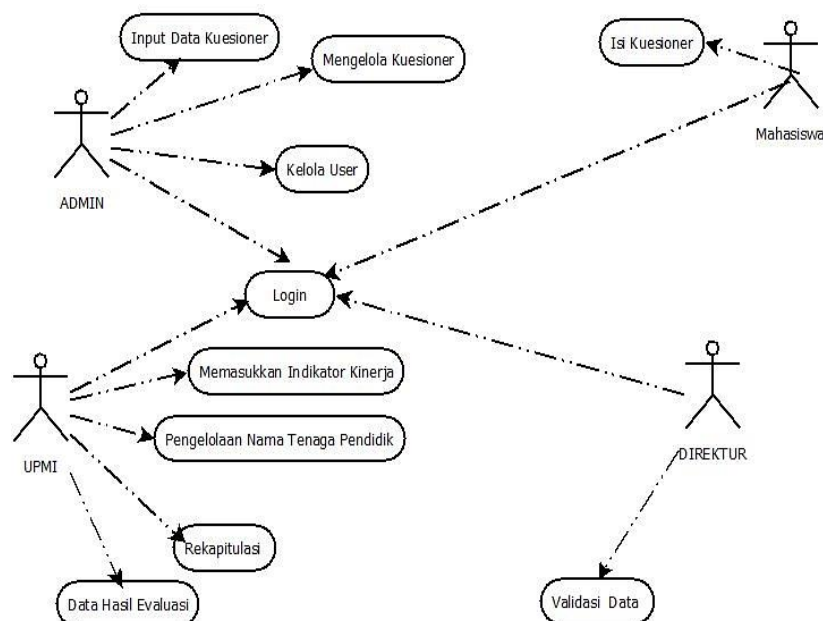 Input Data Kuesioner
Isi Kuesioner
Mengelola Kuesioner
Mahasiswa
Kelola User
ADMIN
Login
Memasukkan Indikator Kinerja
Pengelolaan Nama Tenaga Pendidik
UPMI
DIREKTUR
Rekapitulasi
Data Hasil Evaluasi
Validasi Data